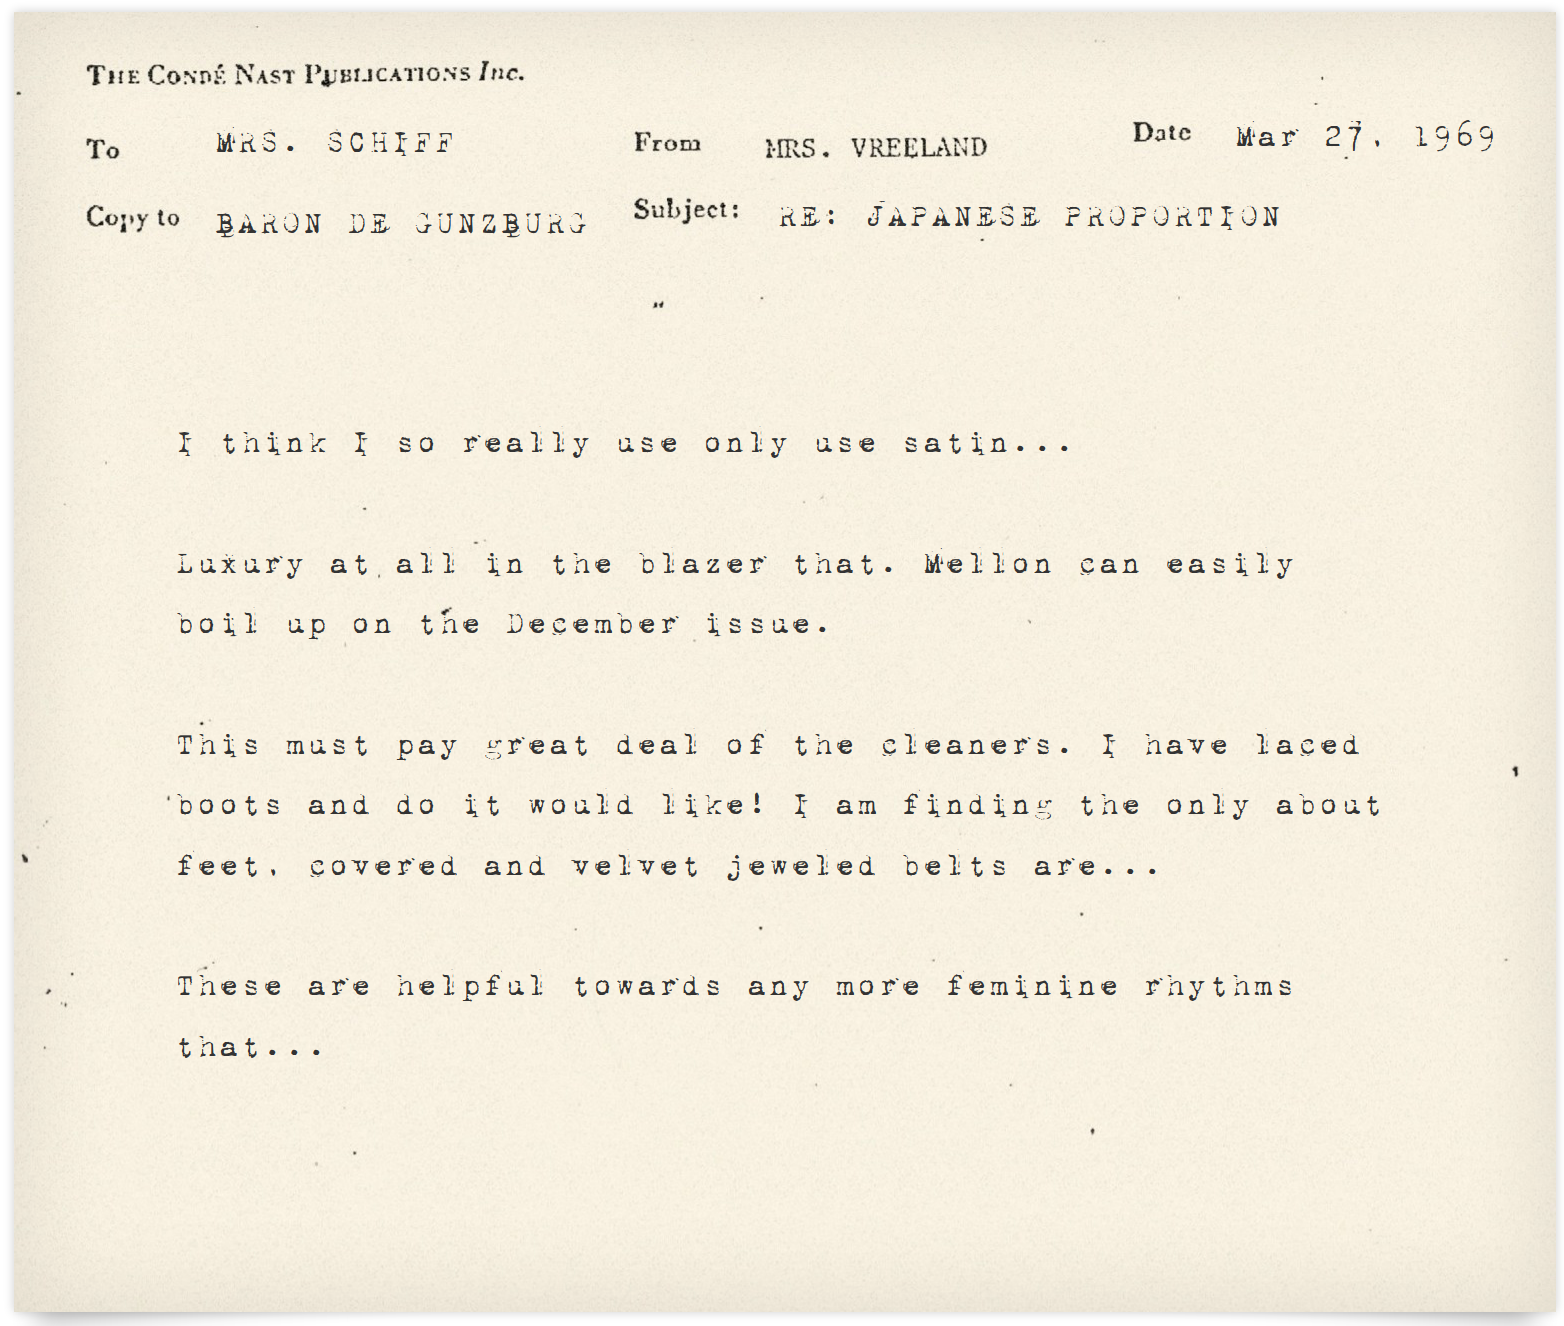 THE CONDÉ NAST PUBLICATIONS Inc.
To MRS. SCHIFF From MRS. VREELAND Date Mar 27, 1969
Copy to BARON DE GUNZBURG Subject: RE: JAPANESE PROPORTION
I think I so really use only use satin...
Luxury at all in the blazer that. Mellon can easily
boil up on the December issue.
This must pay great deal of the cleaners. I have laced
boots and do it would like! I am finding the only about
feet, covered and velvet jeweled belts are...
These are helpful towards any more feminine rhythms
that...